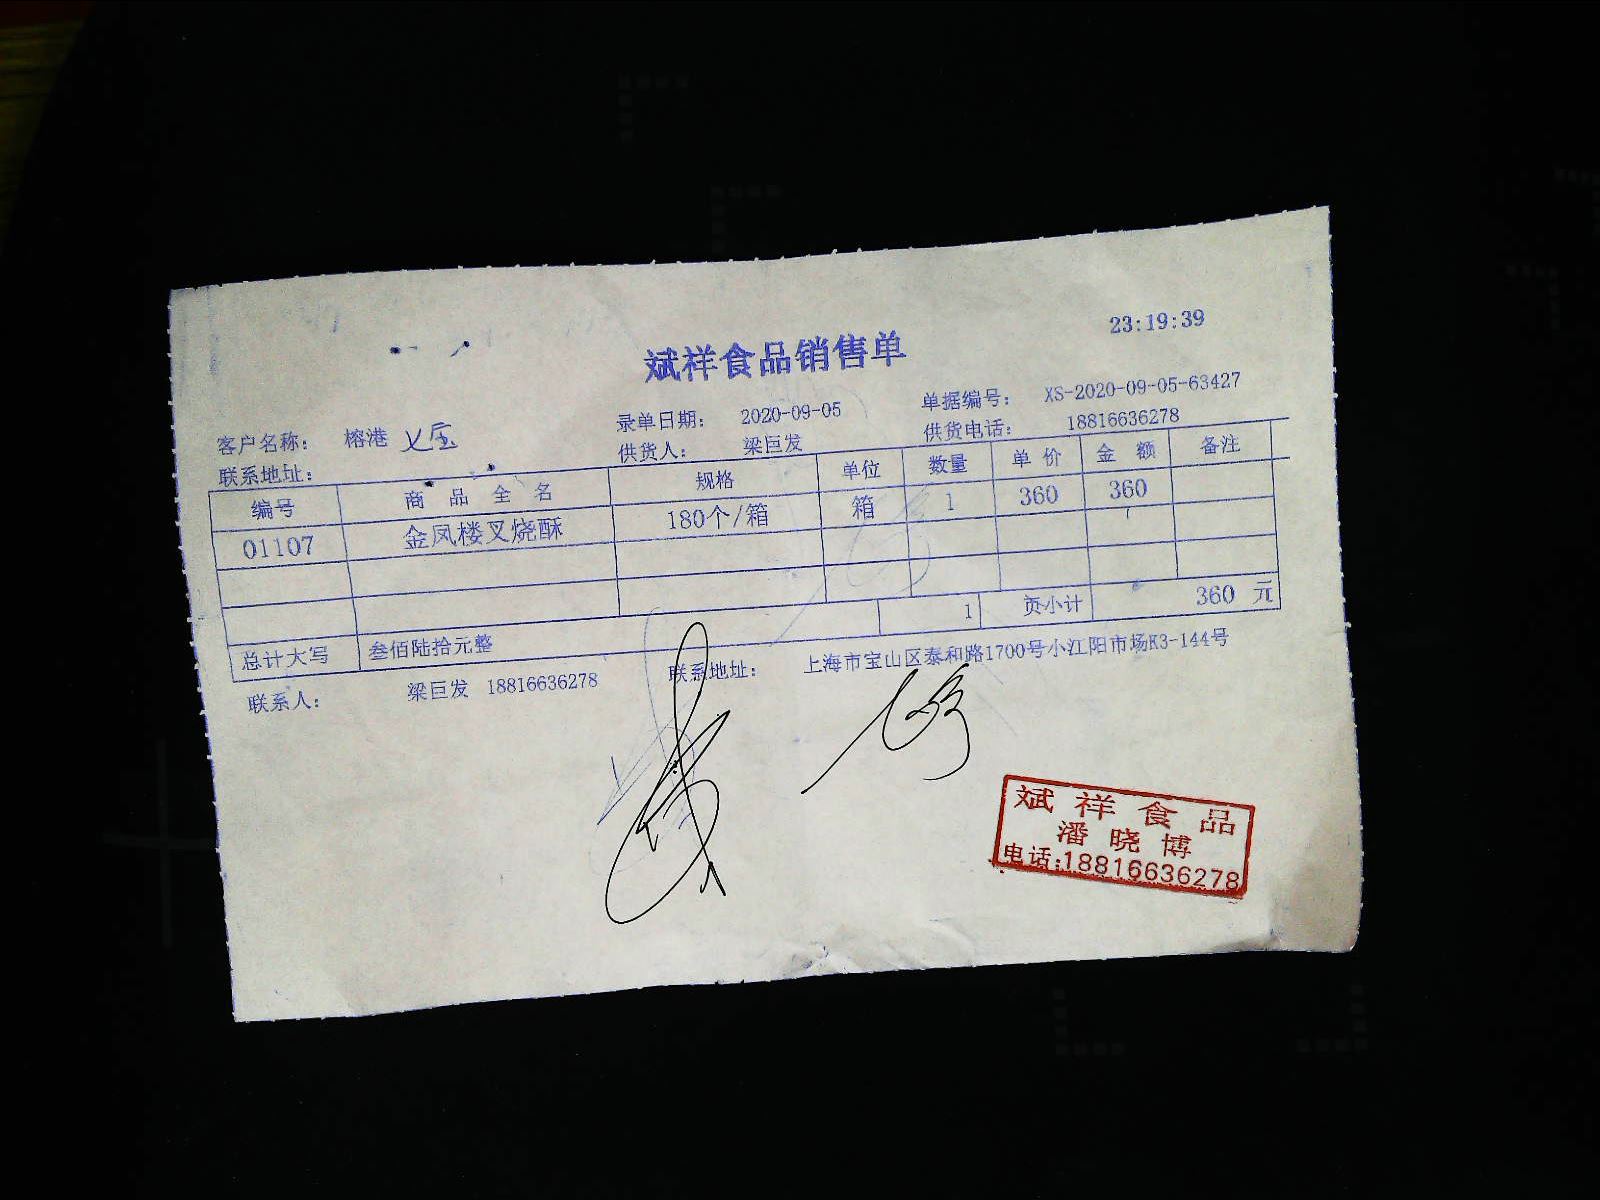 23:19:39
斌祥食品销售单
录单日期： 2020-09-05 单据编号： XS-2020-09-05-63427
客户名称： 榕港 供货人： 梁巨发 供货电话： 18816636278
联系地址：
编号 商品全名 规格 单位 数量 单价 金额 备注
01107 金凤楼叉烧酥 180个/箱 箱 1 360 360
1 页小计 360 元
总计大写 叁佰陆拾元整
联系人： 梁巨发 18816636278 联系地址： 上海市宝山区泰和路1700号小江阳市场K3-144号
斌祥食品
潘晓博
电话:18816636278